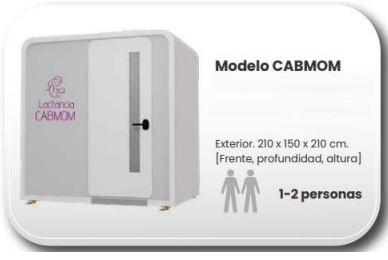 Modelo CABMOM
Lactancia
CABMOM
Exterior. 210 x 150 x 210 cm.
[Frente, profundidad, altura]
1-2 personas